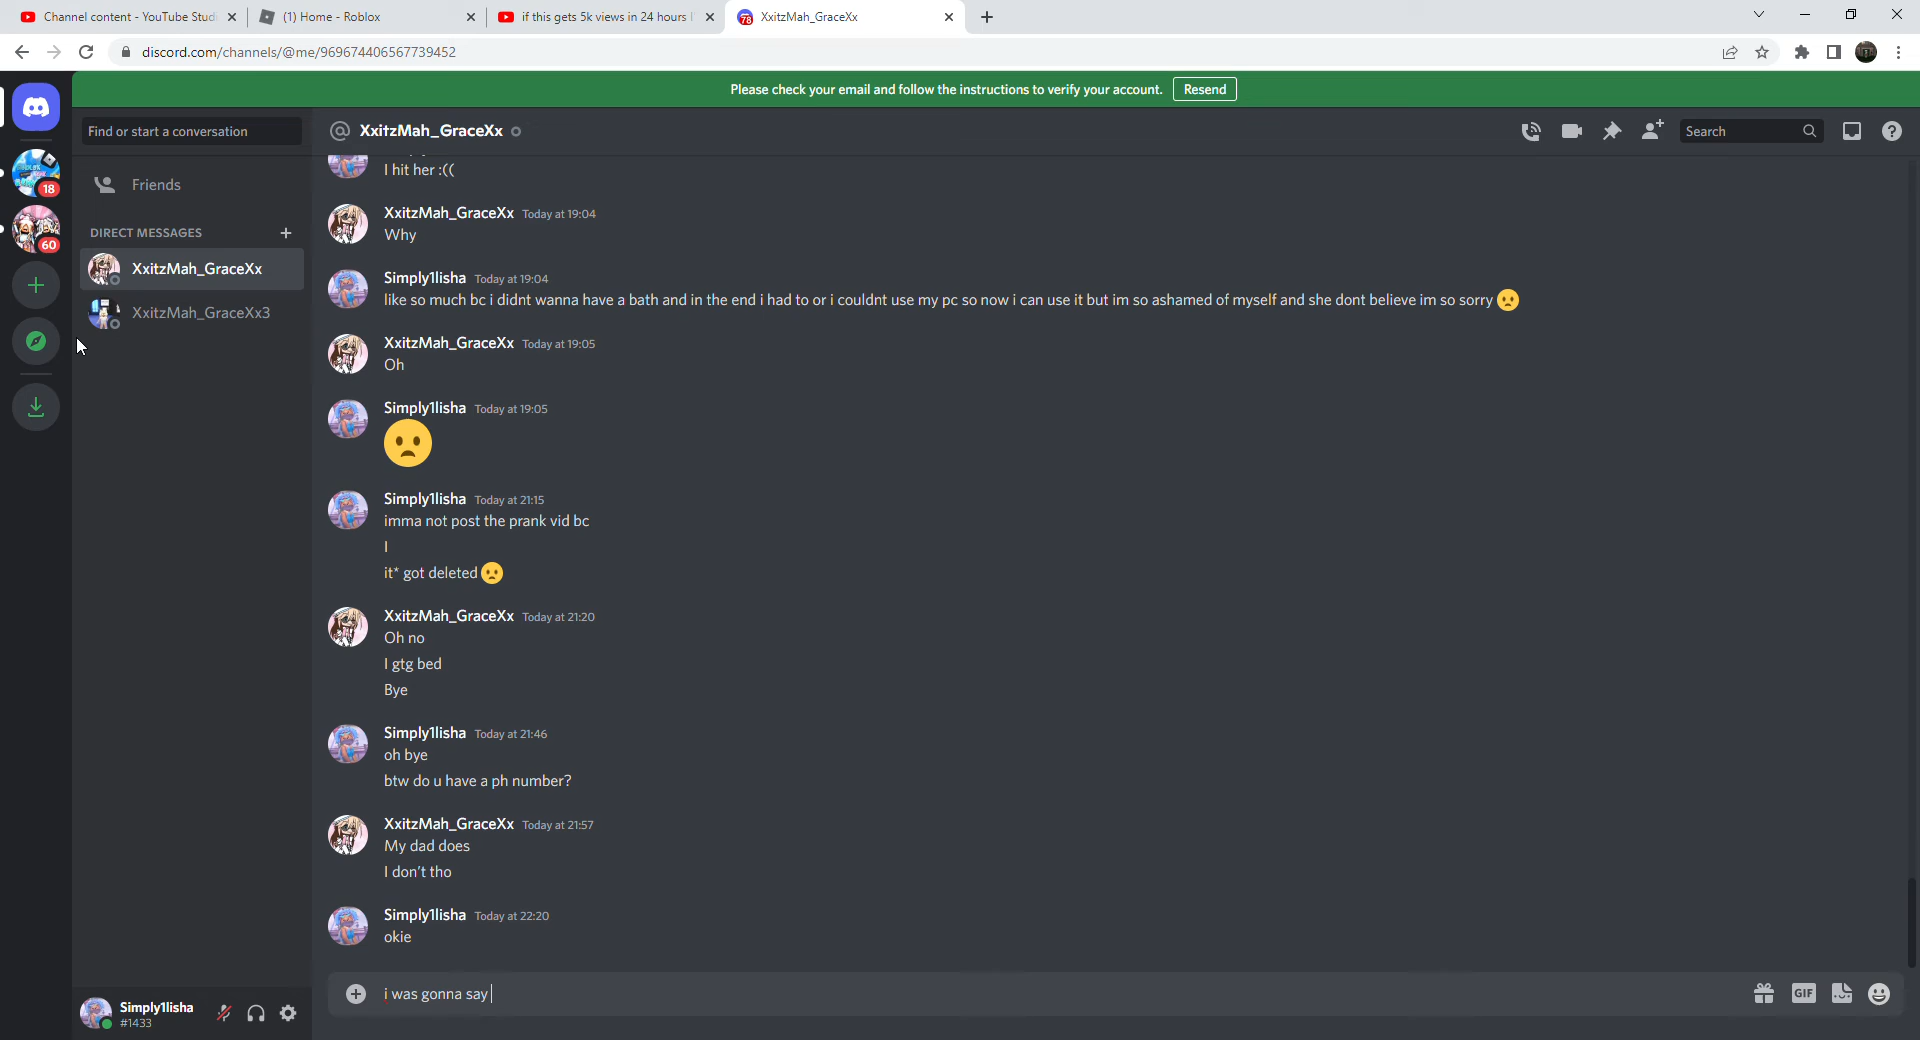 Channel content - YouTube Studi
(1) Home - Roblox
if this gets 5k views in 24 hours
78
XxitzMah_GraceXx
discord.com/channels/@me/969674406567739452
Please check your email and follow the instructions to verify your account.
Resend
Find or start a conversation
XxitzMah_GraceXx
Search
18
Friends
60
DIRECT MESSAGES
XxitzMah_GraceXx
XxitzMah_GraceXx3
I hit her :((
XxitzMah_GraceXx Today at 19:04
Why
Simply1lisha Today at 19:04
like so much bc i didnt wanna have a bath and in the end i had to or i couldnt use my pc so now i can use it but im so ashamed of myself and she dont believe im so sorry
XxitzMah_GraceXx Today at 19:05
Oh
Simply1lisha Today at 19:05
Simply1lisha Today at 21:15
imma not post the prank vid bc
I
it* got deleted
XxitzMah_GraceXx Today at 21:20
Oh no
I gtg bed
Bye
Simply1lisha Today at 21:46
oh bye
btw do u have a ph number?
XxitzMah_GraceXx Today at 21:57
My dad does
I don't tho
Simply1lisha Today at 22:20
okie
i was gonna say
GIF
Simply1lisha
#1433